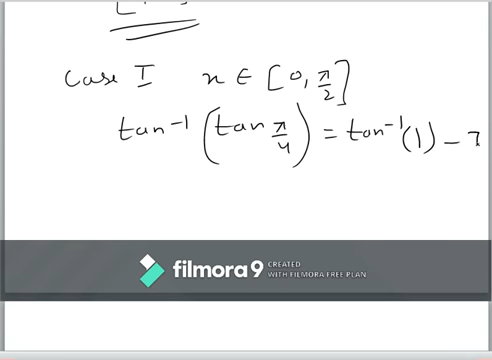 Case I x ∈ [0, π/2]
tan⁻¹ (tan π/4) = tan⁻¹(1) –
filmora9 CREATED
WITH FILMORA FREE PLAN